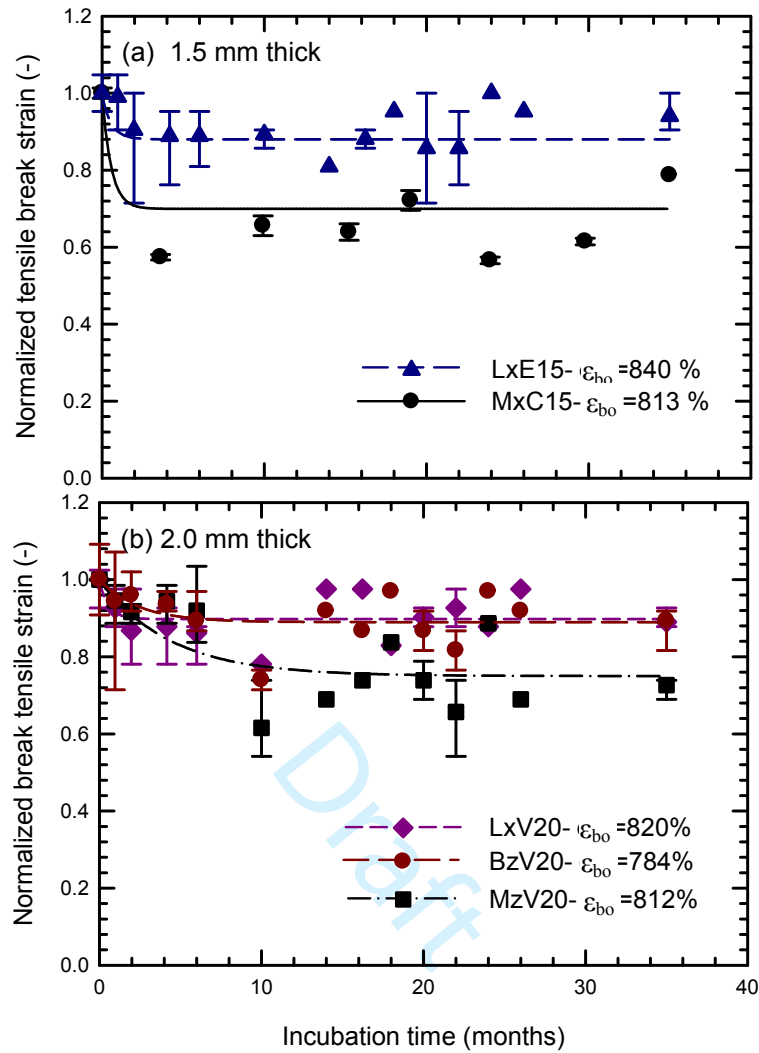 (a) 1.5 mm thick
Normalized tensile break strain (-)
1.2
1.0
0.8
0.6
0.4
0.2
0.0
LxE15- εbo =840 %
MxC15- εbo =813 %
(b) 2.0 mm thick
Normalized break tensile strain (-)
1.2
1.0
0.8
0.6
0.4
0.2
0.0
LxV20- εbo =820%
BzV20- εbo =784%
MzV20- εbo =812%
Draft
0 10 20 30 40
Incubation time (months)